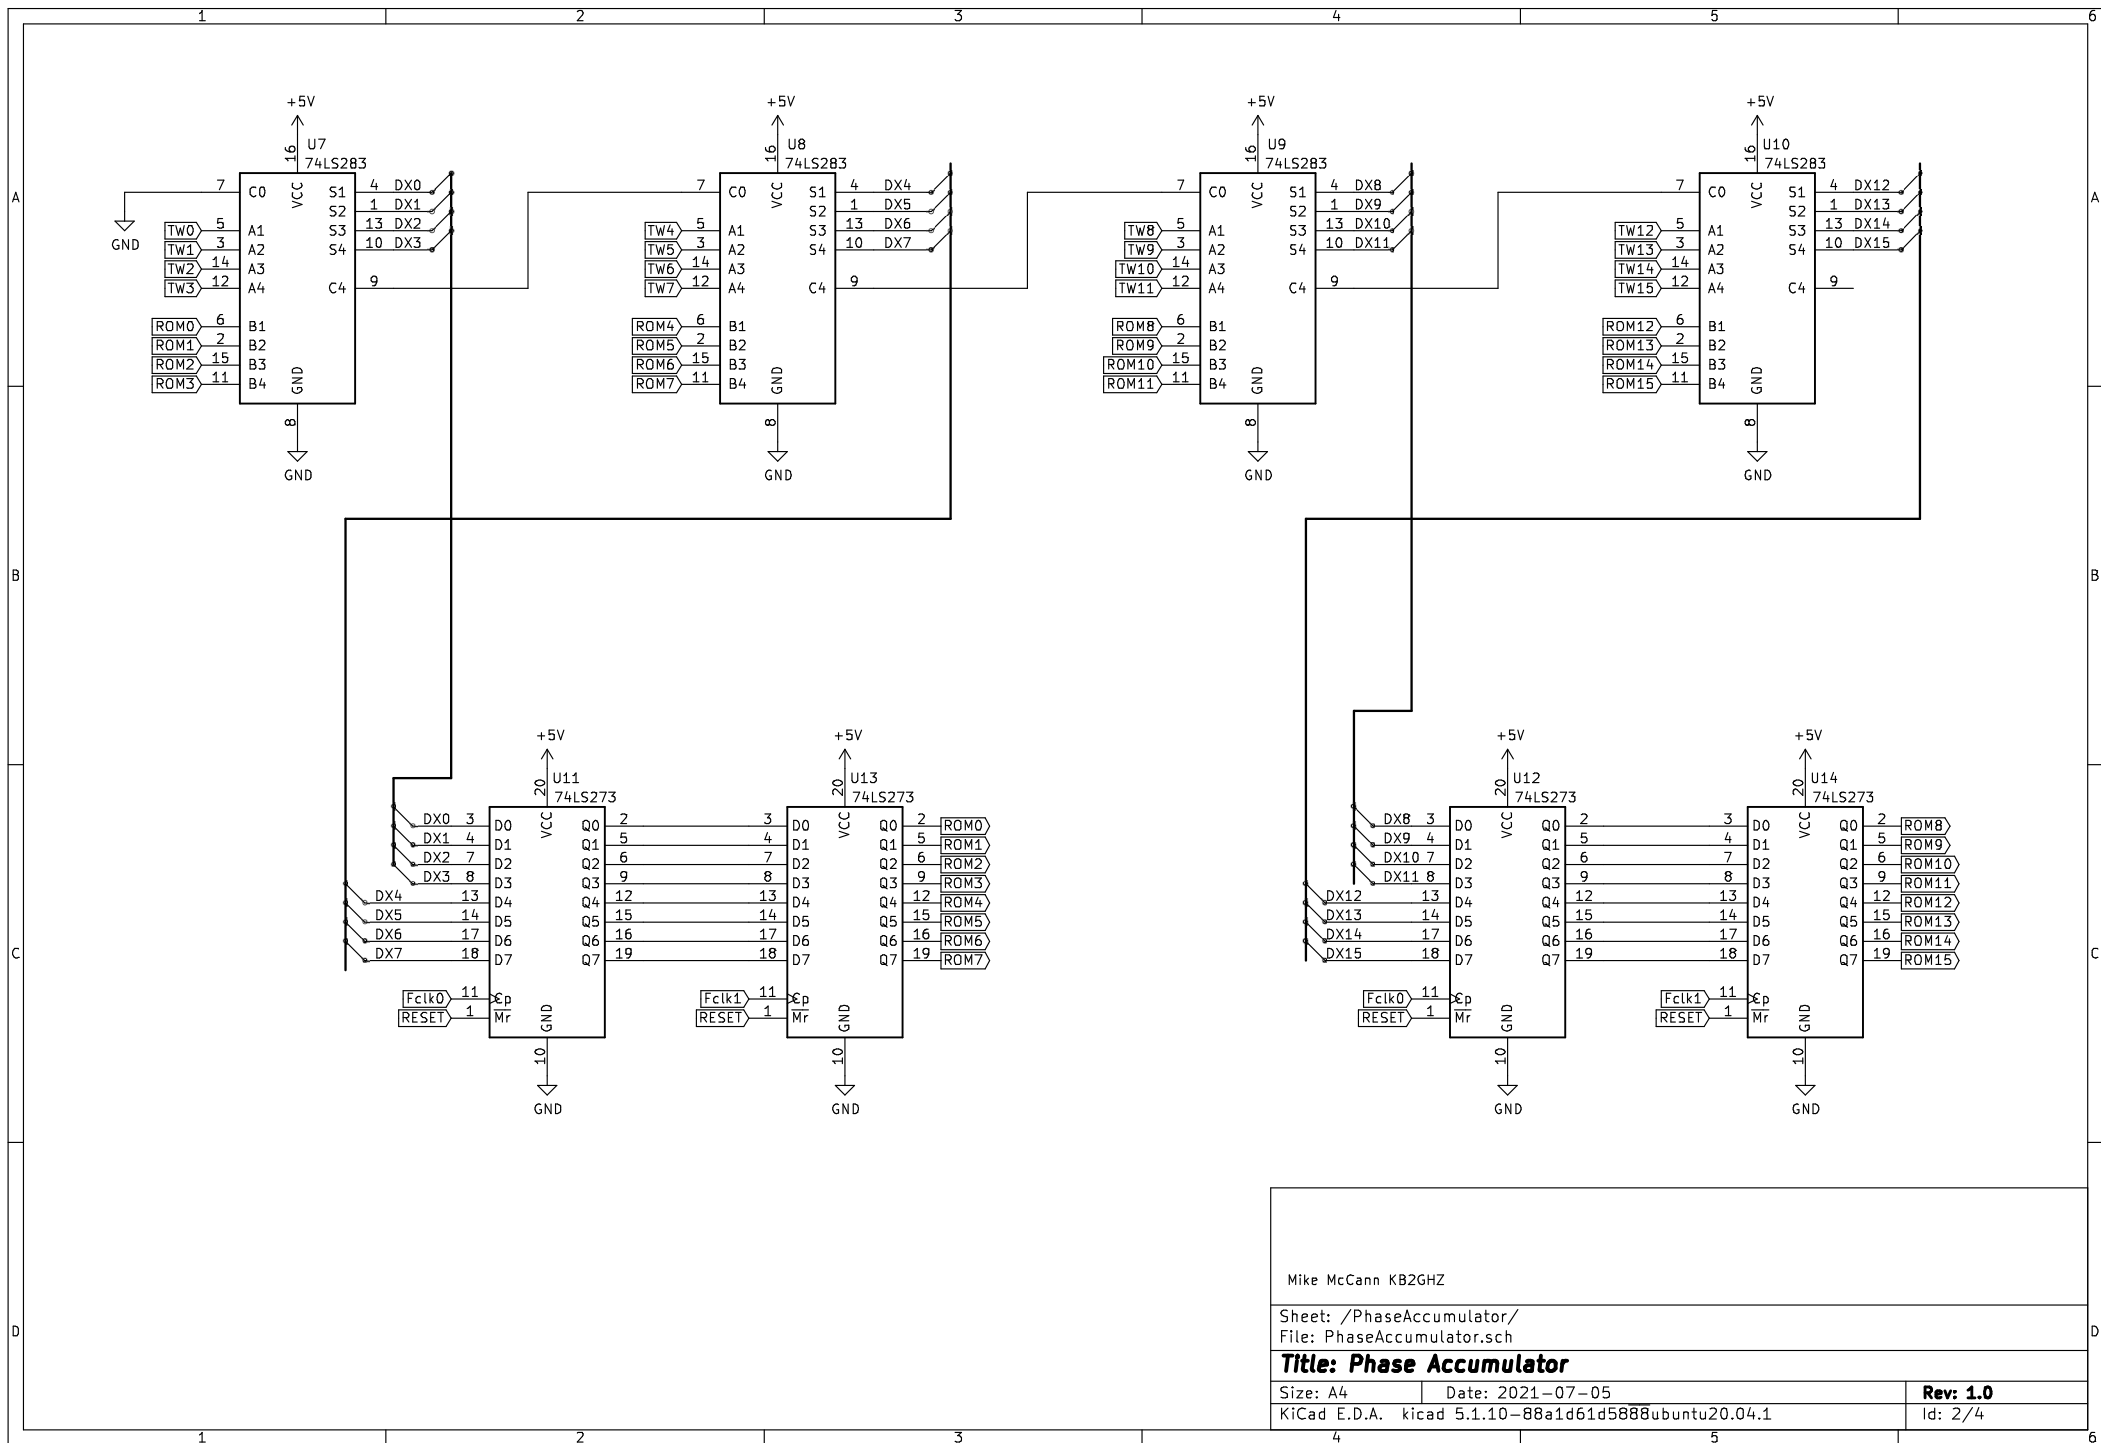 1 2 3 4 5 6
+5V +5V +5V +5V
16 U7 16 U8 16 U9 16 U10
74LS283 74LS283 74LS283 74LS283
A 7 C0 VCC S1 4 DX0 7 C0 VCC S1 4 DX4 7 C0 VCC S1 4 DX8 7 C0 VCC S1 4 DX12 A
S2 1 DX1 S2 1 DX5 S2 1 DX9 S2 1 DX13
TW0 5 A1 S3 13 DX2 TW4 5 A1 S3 13 DX6 TW8 5 A1 S3 13 DX10 TW12 5 A1 S3 13 DX14
GND TW1 3 A2 S4 10 DX3 TW5 3 A2 S4 10 DX7 TW9 3 A2 S4 10 DX11 TW13 3 A2 S4 10 DX15
TW2 14 A3 TW6 14 A3 TW10 14 A3 TW14 14 A3
TW3 12 A4 C4 9 TW7 12 A4 C4 9 TW11 12 A4 C4 9 TW15 12 A4 C4 9
ROM0 6 B1 ROM4 6 B1 ROM8 6 B1 ROM12 6 B1
ROM1 2 B2 ROM5 2 B2 ROM9 2 B2 ROM13 2 B2
ROM2 15 B3 ROM6 15 B3 ROM10 15 B3 ROM14 15 B3
ROM3 11 B4 GND ROM7 11 B4 GND ROM11 11 B4 GND ROM15 11 B4 GND
8 8 8 8
GND GND GND GND
B B
+5V +5V +5V +5V
20 U11 20 U13 20 U12 20 U14
74LS273 74LS273 74LS273 74LS273
DX0 3 D0 VCC Q0 2 3 D0 VCC Q0 2 ROM0 DX8 3 D0 VCC Q0 2 3 D0 VCC Q0 2 ROM8
DX1 4 D1 Q1 5 4 D1 Q1 5 ROM1 DX9 4 D1 Q1 5 4 D1 Q1 5 ROM9
DX2 7 D2 Q2 6 7 D2 Q2 6 ROM2 DX10 7 D2 Q2 6 7 D2 Q2 6 ROM10
DX3 8 D3 Q3 9 8 D3 Q3 9 ROM3 DX11 8 D3 Q3 9 8 D3 Q3 9 ROM11
DX4 13 D4 Q4 12 13 D4 Q4 12 ROM4 DX12 13 D4 Q4 12 13 D4 Q4 12 ROM12
DX5 14 D5 Q5 15 14 D5 Q5 15 ROM5 DX13 14 D5 Q5 15 14 D5 Q5 15 ROM13
DX6 17 D6 Q6 16 17 D6 Q6 16 ROM6 DX14 17 D6 Q6 16 17 D6 Q6 16 ROM14
C DX7 18 D7 Q7 19 18 D7 Q7 19 ROM7 DX15 18 D7 Q7 19 18 D7 Q7 19 ROM15 C
Fclk0 11 Cp Fclk1 11 Cp Fclk0 11 Cp Fclk1 11 Cp
RESET 1 Mr GND RESET 1 Mr GND RESET 1 Mr GND RESET 1 Mr GND
10 10 10 10
GND GND GND GND
Mike McCann KB2GHZ
Sheet: /PhaseAccumulator/
D File: PhaseAccumulator.sch D
Title: Phase Accumulator
Size: A4 Date: 2021-07-05 Rev: 1.0
KiCad E.D.A. kicad 5.1.10-88a1d61d5888ubuntu20.04.1 Id: 2/4
1 2 3 4 5 6